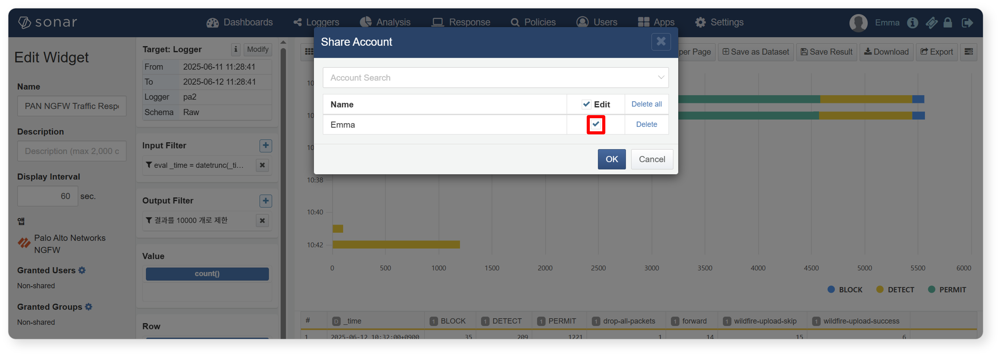 sonar
Dashboards
Loggers
Analysis
Response
Policies
Users
Apps
Settings
Emma
Edit Widget
Name
PAN NGFW Traffic Resp
Description
Description (max 2,000 c
Display Interval
60 sec.
앱
Palo Alto Networks
NGFW
Granted Users
Non-shared
Granted Groups
Non-shared
Target: Logger
Modify
From 2025-06-11 11:28:41
To 2025-06-12 11:28:41
Logger pa2
Schema Raw
Input Filter
eval _time = datetrunc(_ti...
Output Filter
결과를 10000 개로 제한
Value
count()
Row
Share Account
Account Search
Name Edit Delete all
Emma Delete
OK Cancel
per Page
Save as Dataset
Save Result
Download
Export
10
10
10
10:38
10:40
10:42
0 500 1000 1500 2000 2500 3000 3500 4000 4500 5000 5500 6000
BLOCK DETECT PERMIT
# D _time 1 BLOCK 1 DETECT 1 PERMIT 1 drop-all-packets 1 forward 1 wildfire-upload-skip 1 wildfire-upload-success
1 2025-06-12 10:32:00+0900 35 209 1221 1 14 15 6